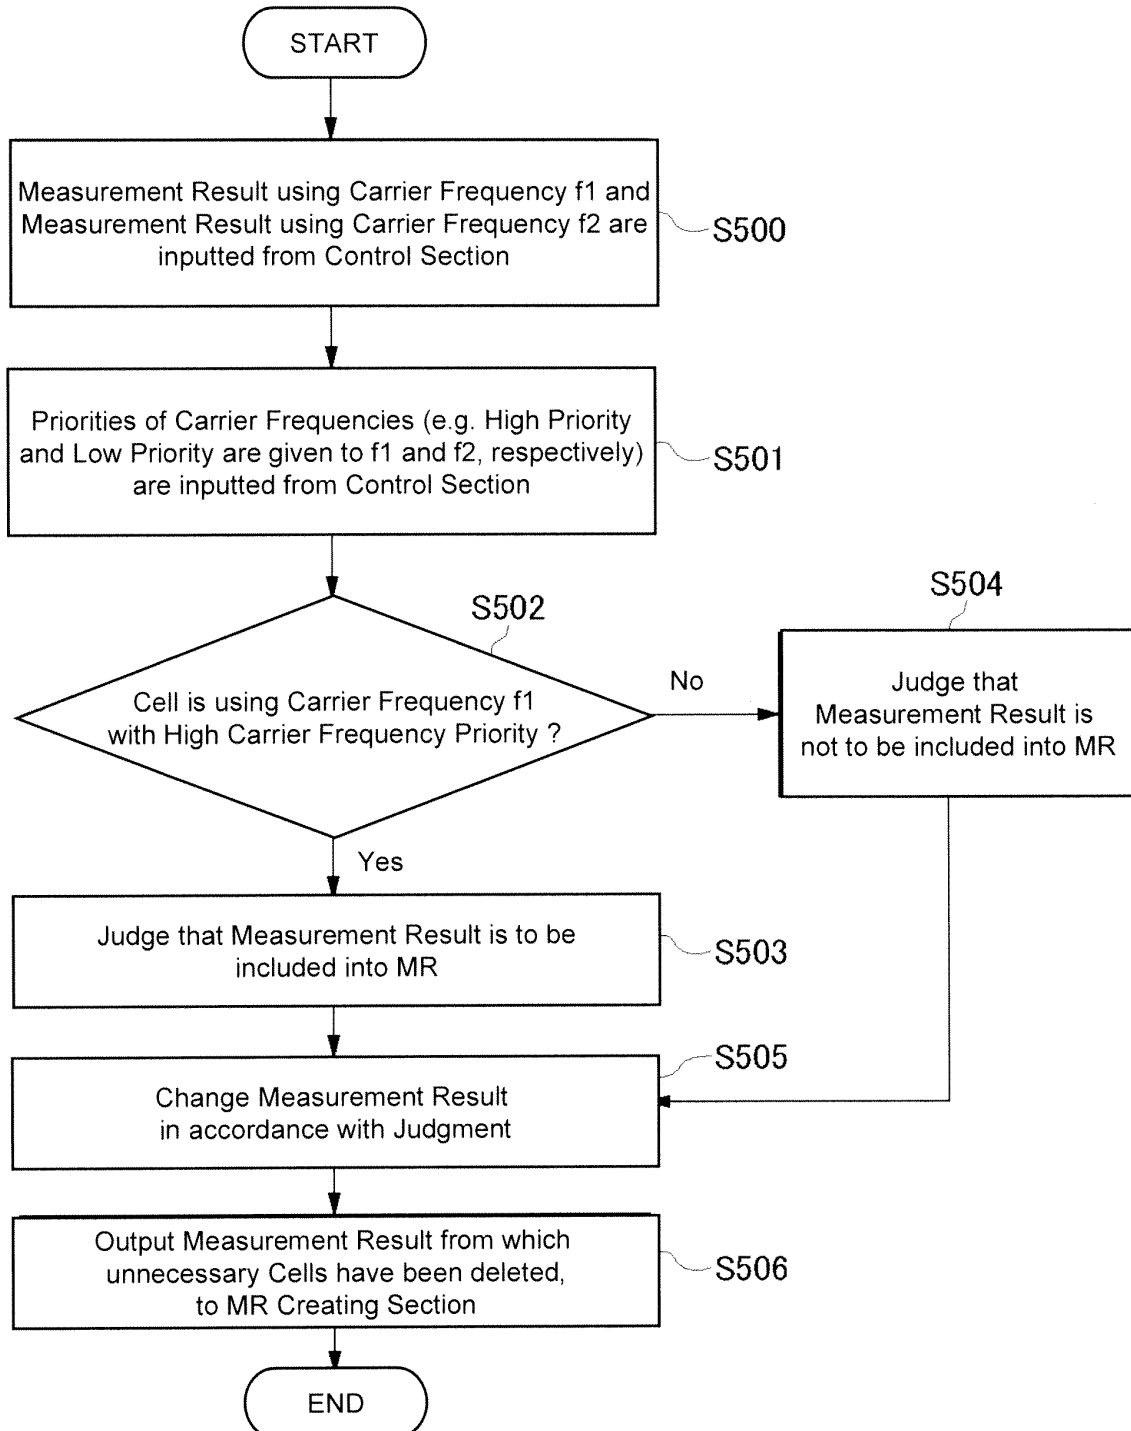 START
Measurement Result using Carrier Frequency f1 and
Measurement Result using Carrier Frequency f2 are
inputted from Control Section
S500
Priorities of Carrier Frequencies (e.g. High Priority
and Low Priority are given to f1 and f2, respectively)
are inputted from Control Section
S501
S502
Cell is using Carrier Frequency f1
with High Carrier Frequency Priority ?
No
S504
Judge that
Measurement Result is
not to be included into MR
Yes
Judge that Measurement Result is to be
included into MR
S503
Change Measurement Result
in accordance with Judgment
S505
Output Measurement Result from which
unnecessary Cells have been deleted,
to MR Creating Section
S506
END